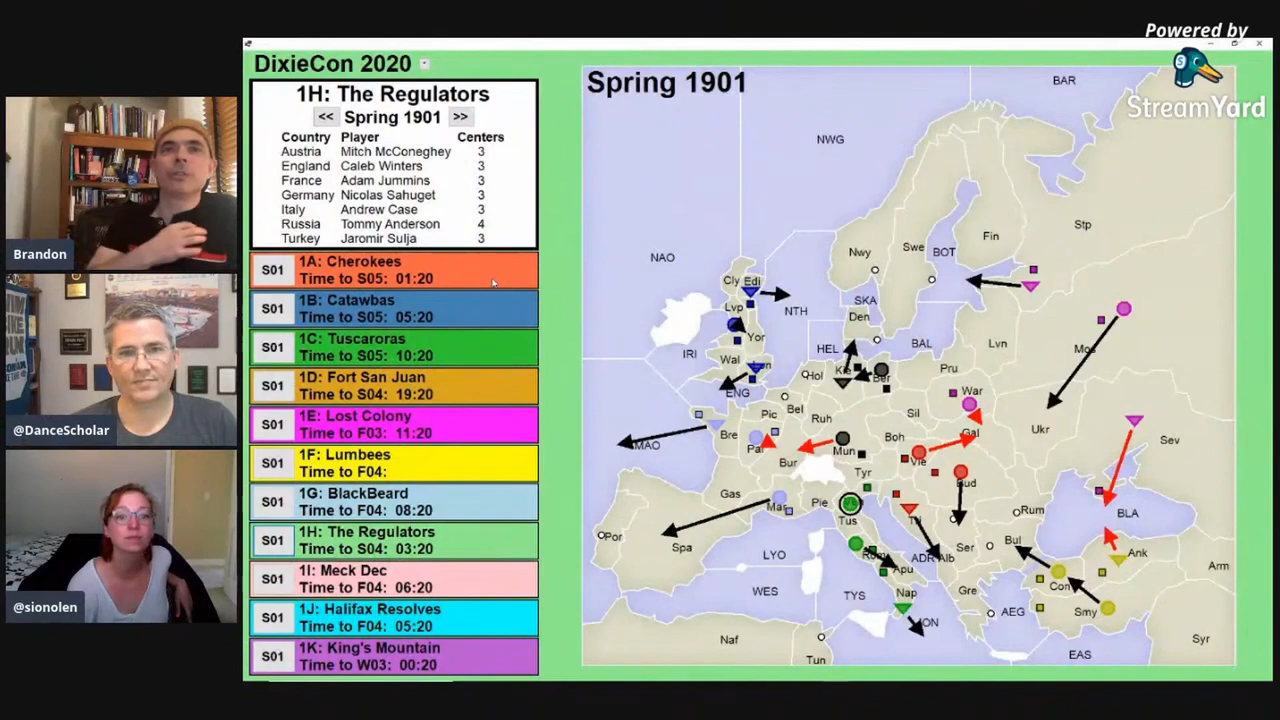 Powered by
StreamYard
Brandon
@DanceScholar
@sionolen
DixieCon 2020
1H: The Regulators
<< Spring 1901 >>
Country Player Centers
Austria Mitch McConeghey 3
England Caleb Winters 3
France Adam Jummins 3
Germany Nicolas Sahuget 3
Italy Andrew Case 3
Russia Tommy Anderson 4
Turkey Jaromir Sulja 3
S01 1A: Cherokees
Time to S05: 01:20
S01 1B: Catawbas
Time to S05: 05:20
S01 1C: Tuscaroras
Time to S05: 10:20
S01 1D: Fort San Juan
Time to S04: 19:20
S01 1E: Lost Colony
Time to F03: 11:20
S01 1F: Lumbees
Time to F04:
S01 1G: BlackBeard
Time to F04: 08:20
S01 1H: The Regulators
Time to S04: 03:20
S01 1I: Meck Dec
Time to F04: 06:20
S01 1J: Halifax Resolves
Time to F04: 05:20
S01 1K: King's Mountain
Time to W03: 00:20
Spring 1901
BAR
NWG
Stp
Fin
Swe
BOT
Nwy
NAO
Cly Edi
SKA
Lvp
NTH
Den
Yor
IRI
HEL
BAL
Lvn
Mos
Wal
Kie
Hol
Ber
Pru
ENG
War
Bel
Pic
Ruh
Sil
Ukr
Gal
Boh
Sev
MAO
Bre
Par
Mun
Vie
Bur
Tyr
Bud
Gas
Mar
Pie
Tus
Rum
BLA
Por
Spa
Ser
Bul
Ank
LYO
Rom
ADR
Alb
Apu
Con
Arm
WES
TYS
Nap
Gre
Smy
ION
AEG
Naf
Tun
EAS
Syr